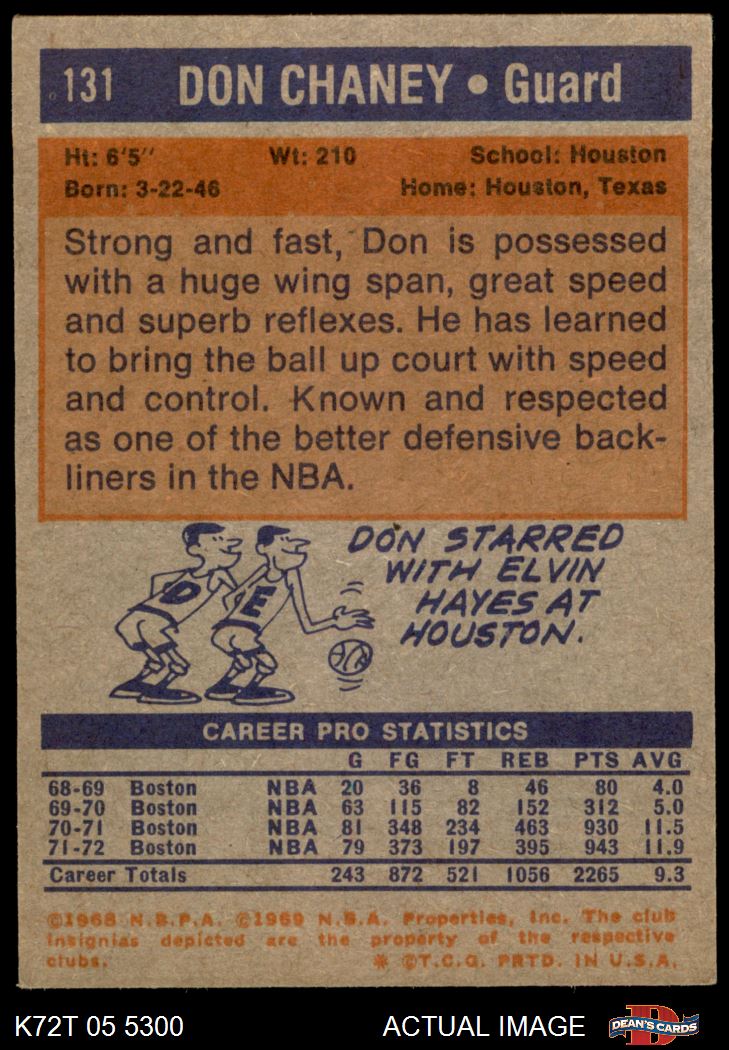 131 DON CHANEY • Guard
Ht: 6'5" Wt: 210 School: Houston
Born: 3-22-46 Home: Houston, Texas
Strong and fast, Don is possessed
with a huge wing span, great speed
and superb reflexes. He has learned
to bring the ball up court with speed
and control. Known and respected
as one of the better defensive back-
liners in the NBA.
DON STARRED
WITH ELVIN
HAYES AT
HOUSTON.
D E
CAREER PRO STATISTICS
G FG FT REB PTS AVG
68-69 Boston NBA 20 36 8 46 80 4.0
69-70 Boston NBA 63 115 82 152 312 5.0
70-71 Boston NBA 81 348 234 463 930 11.5
71-72 Boston NBA 79 373 197 395 943 11.9
Career Totals 243 872 521 1056 2265 9.3
©1968 N.B.P.A. ©1969 N.B.A. Properties, Inc. The club
insignias depicted are the property of the respective
clubs. * ©T.C.G. PRTD. IN U.S.A.
K72T 05 5300 ACTUAL IMAGE D DEAN'S CARDS